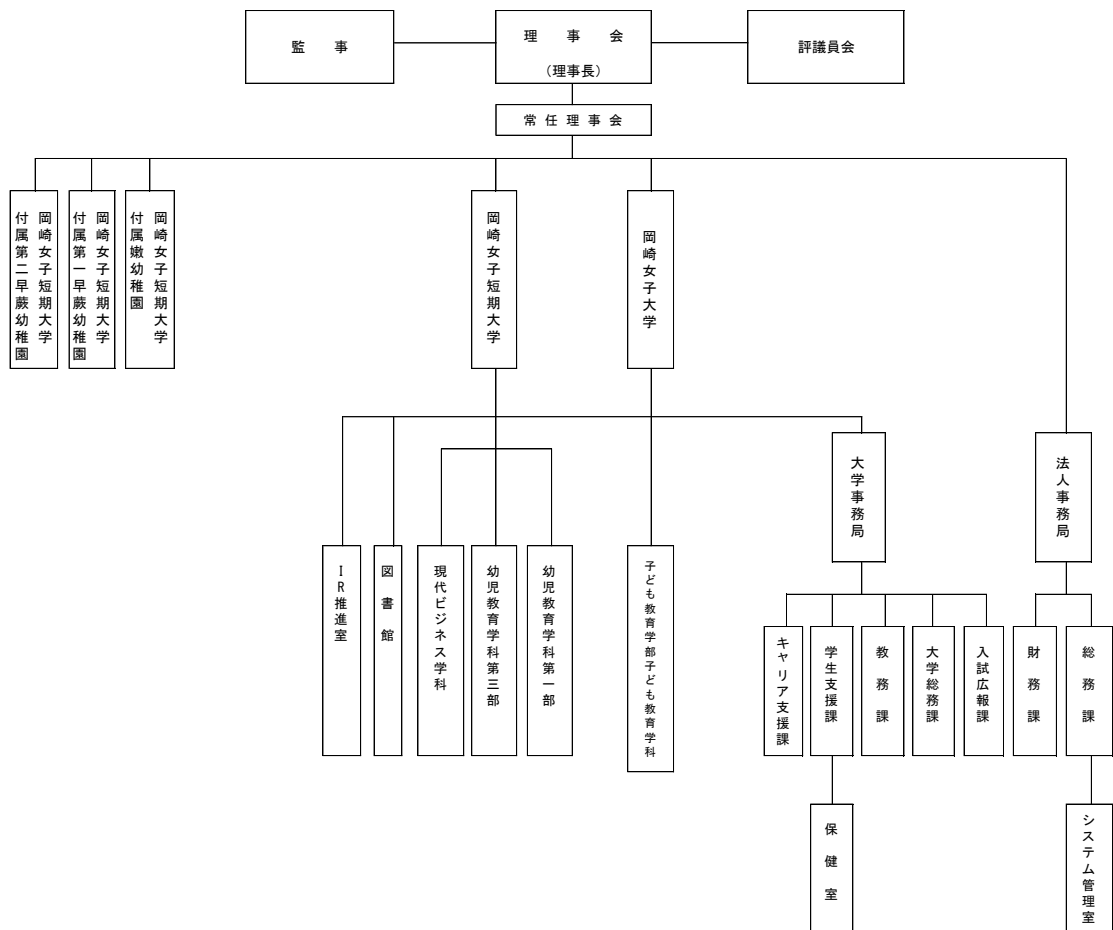 監　事
理　事　会
（理事長）
評議員会
常 任 理 事 会
岡崎女子短期大学
付属第二早蕨幼稚園
岡崎女子短期大学
付属第一早蕨幼稚園
岡崎女子短期大学
付属嫩幼稚園
岡崎女子短期大学
岡崎女子大学
大学事務局
法人事務局
IR推進室
図書館
現代ビジネス学科
幼児教育学科第三部
幼児教育学科第一部
子ども教育学部子ども教育学科
キャリア支援課
学生支援課
教務課
大学総務課
入試広報課
財務課
総務課
保健室
システム管理室